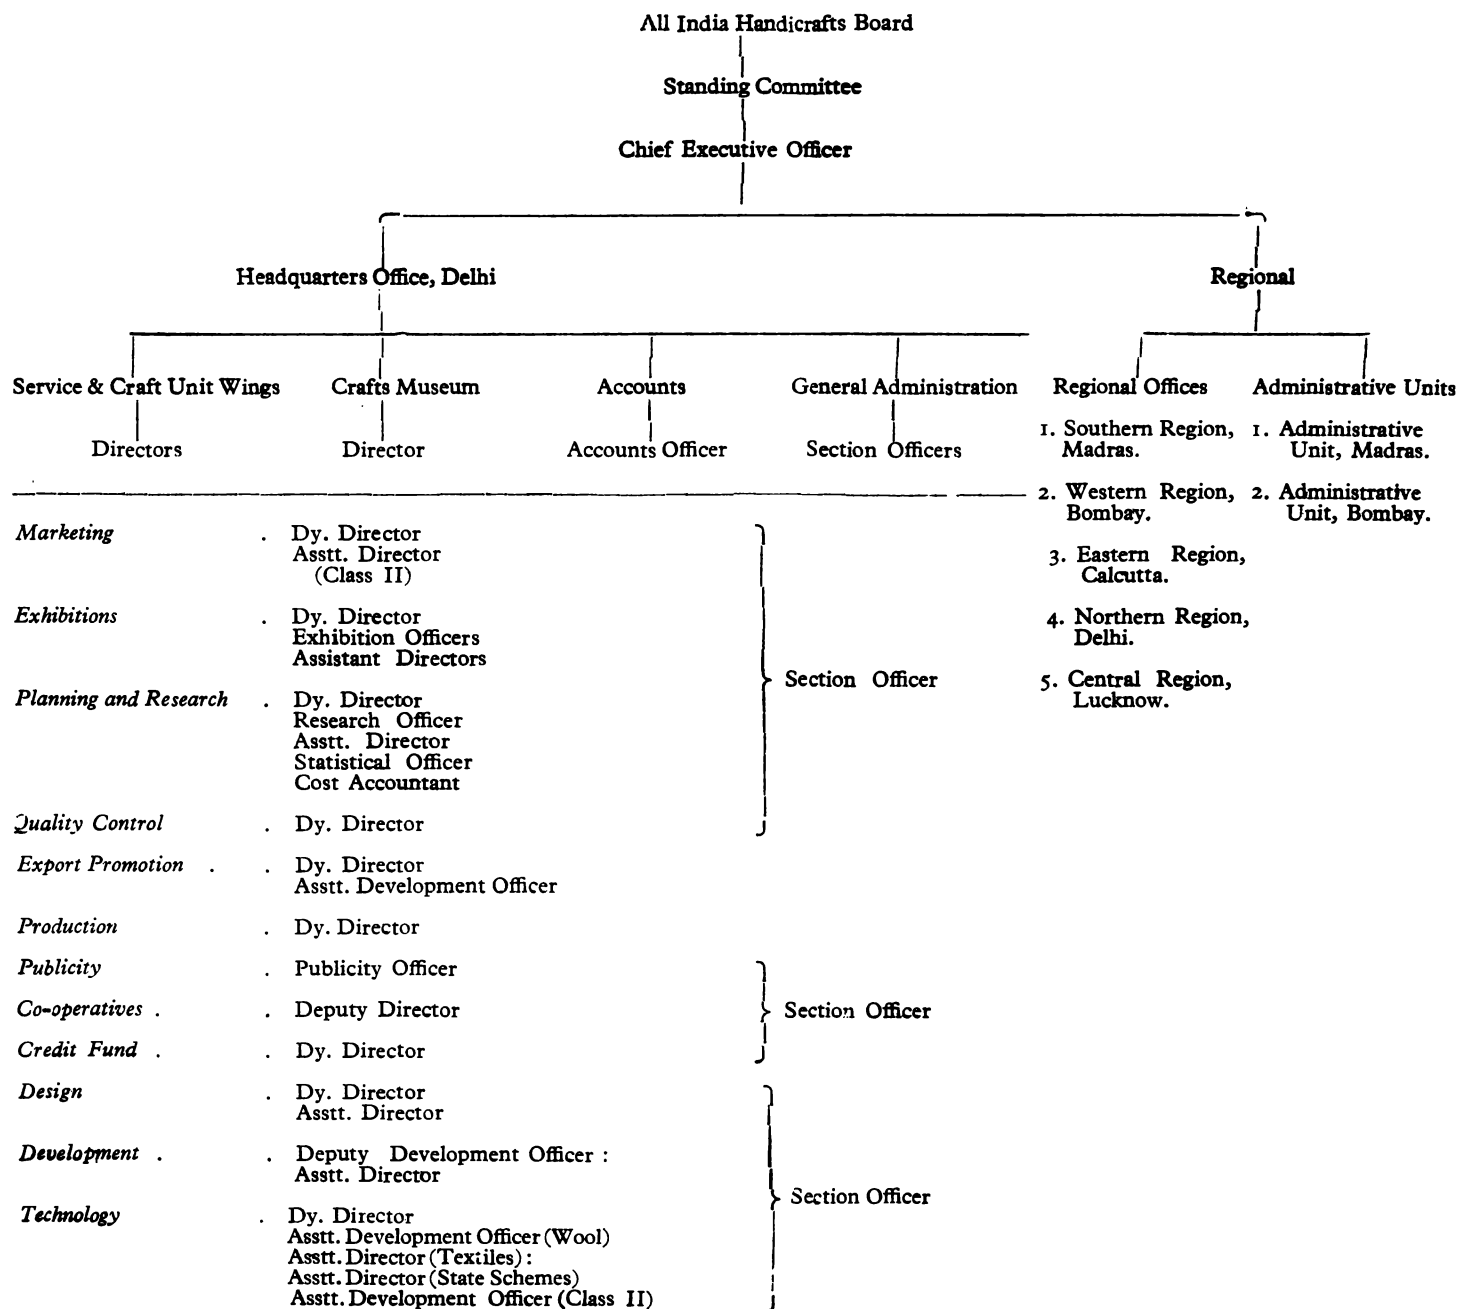 All India Handicrafts Board
Standing Committee
Chief Executive Officer
Headquarters Office, Delhi
Regional
Service & Craft Unit Wings
Crafts Museum
Accounts
General Administration
Regional Offices
Administrative Units
Directors
Director
Accounts Officer
Section Officers
1. Southern Region,
Madras.
2. Western Region,
Bombay.
3. Eastern Region,
Calcutta.
4. Northern Region,
Delhi.
5. Central Region,
Lucknow.
1. Administrative
Unit, Madras.
2. Administrative
Unit, Bombay.
Marketing . Dy. Director
Asstt. Director
(Class II)
Exhibitions . Dy. Director
Exhibition Officers
Assistant Directors
Section Officer
Planning and Research . Dy. Director
Research Officer
Asstt. Director
Statistical Officer
Cost Accountant
Quality Control . Dy. Director
Export Promotion . . Dy. Director
Asstt. Development Officer
Production . Dy. Director
Publicity . Publicity Officer
Co-operatives . . Deputy Director
Section Officer
Credit Fund . . Dy. Director
Design . Dy. Director
Asstt. Director
Development . . Deputy Development Officer :
Asstt. Director
Section Officer
Technology . Dy. Director
Asstt. Development Officer (Wool)
Asstt. Director (Textiles) :
Asstt. Director (State Schemes)
Asstt. Development Officer (Class II)